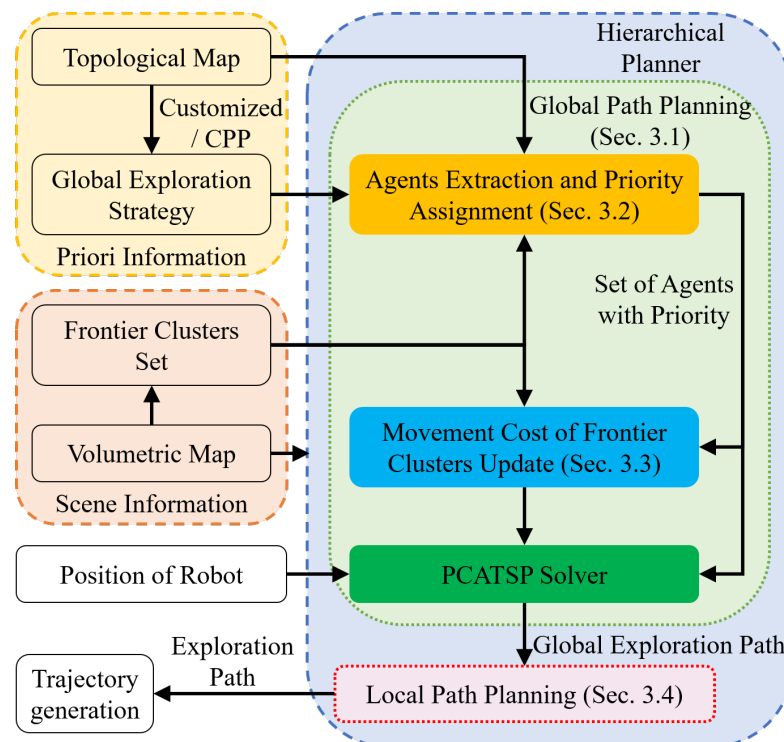 Topological Map
Hierarchical
Planner
Customized
/ CPP
Global Path Planning
(Sec. 3.1)
Global Exploration
Strategy
Agents Extraction and Priority
Assignment (Sec. 3.2)
Priori Information
Set of Agents
with Priority
Frontier Clusters
Set
Volumetric Map
Movement Cost of Frontier
Clusters Update (Sec. 3.3)
Scene Information
Position of Robot
PCATSP Solver
Global Exploration Path
Exploration
Path
Trajectory
generation
Local Path Planning (Sec. 3.4)